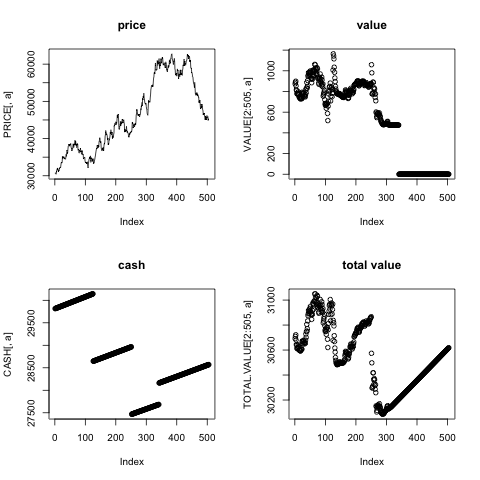 price
PRICE[, a]
30000 40000 50000 60000
0 100 200 300 400 500
Index
value
VALUE[2:505, a]
0 200 600 1000
0 100 200 300 400 500
Index
cash
CASH[, a]
27500 28500 29500
0 100 200 300 400 500
Index
total value
TOTAL.VALUE[2:505, a]
30200 30600 31000
0 100 200 300 400 500
Index